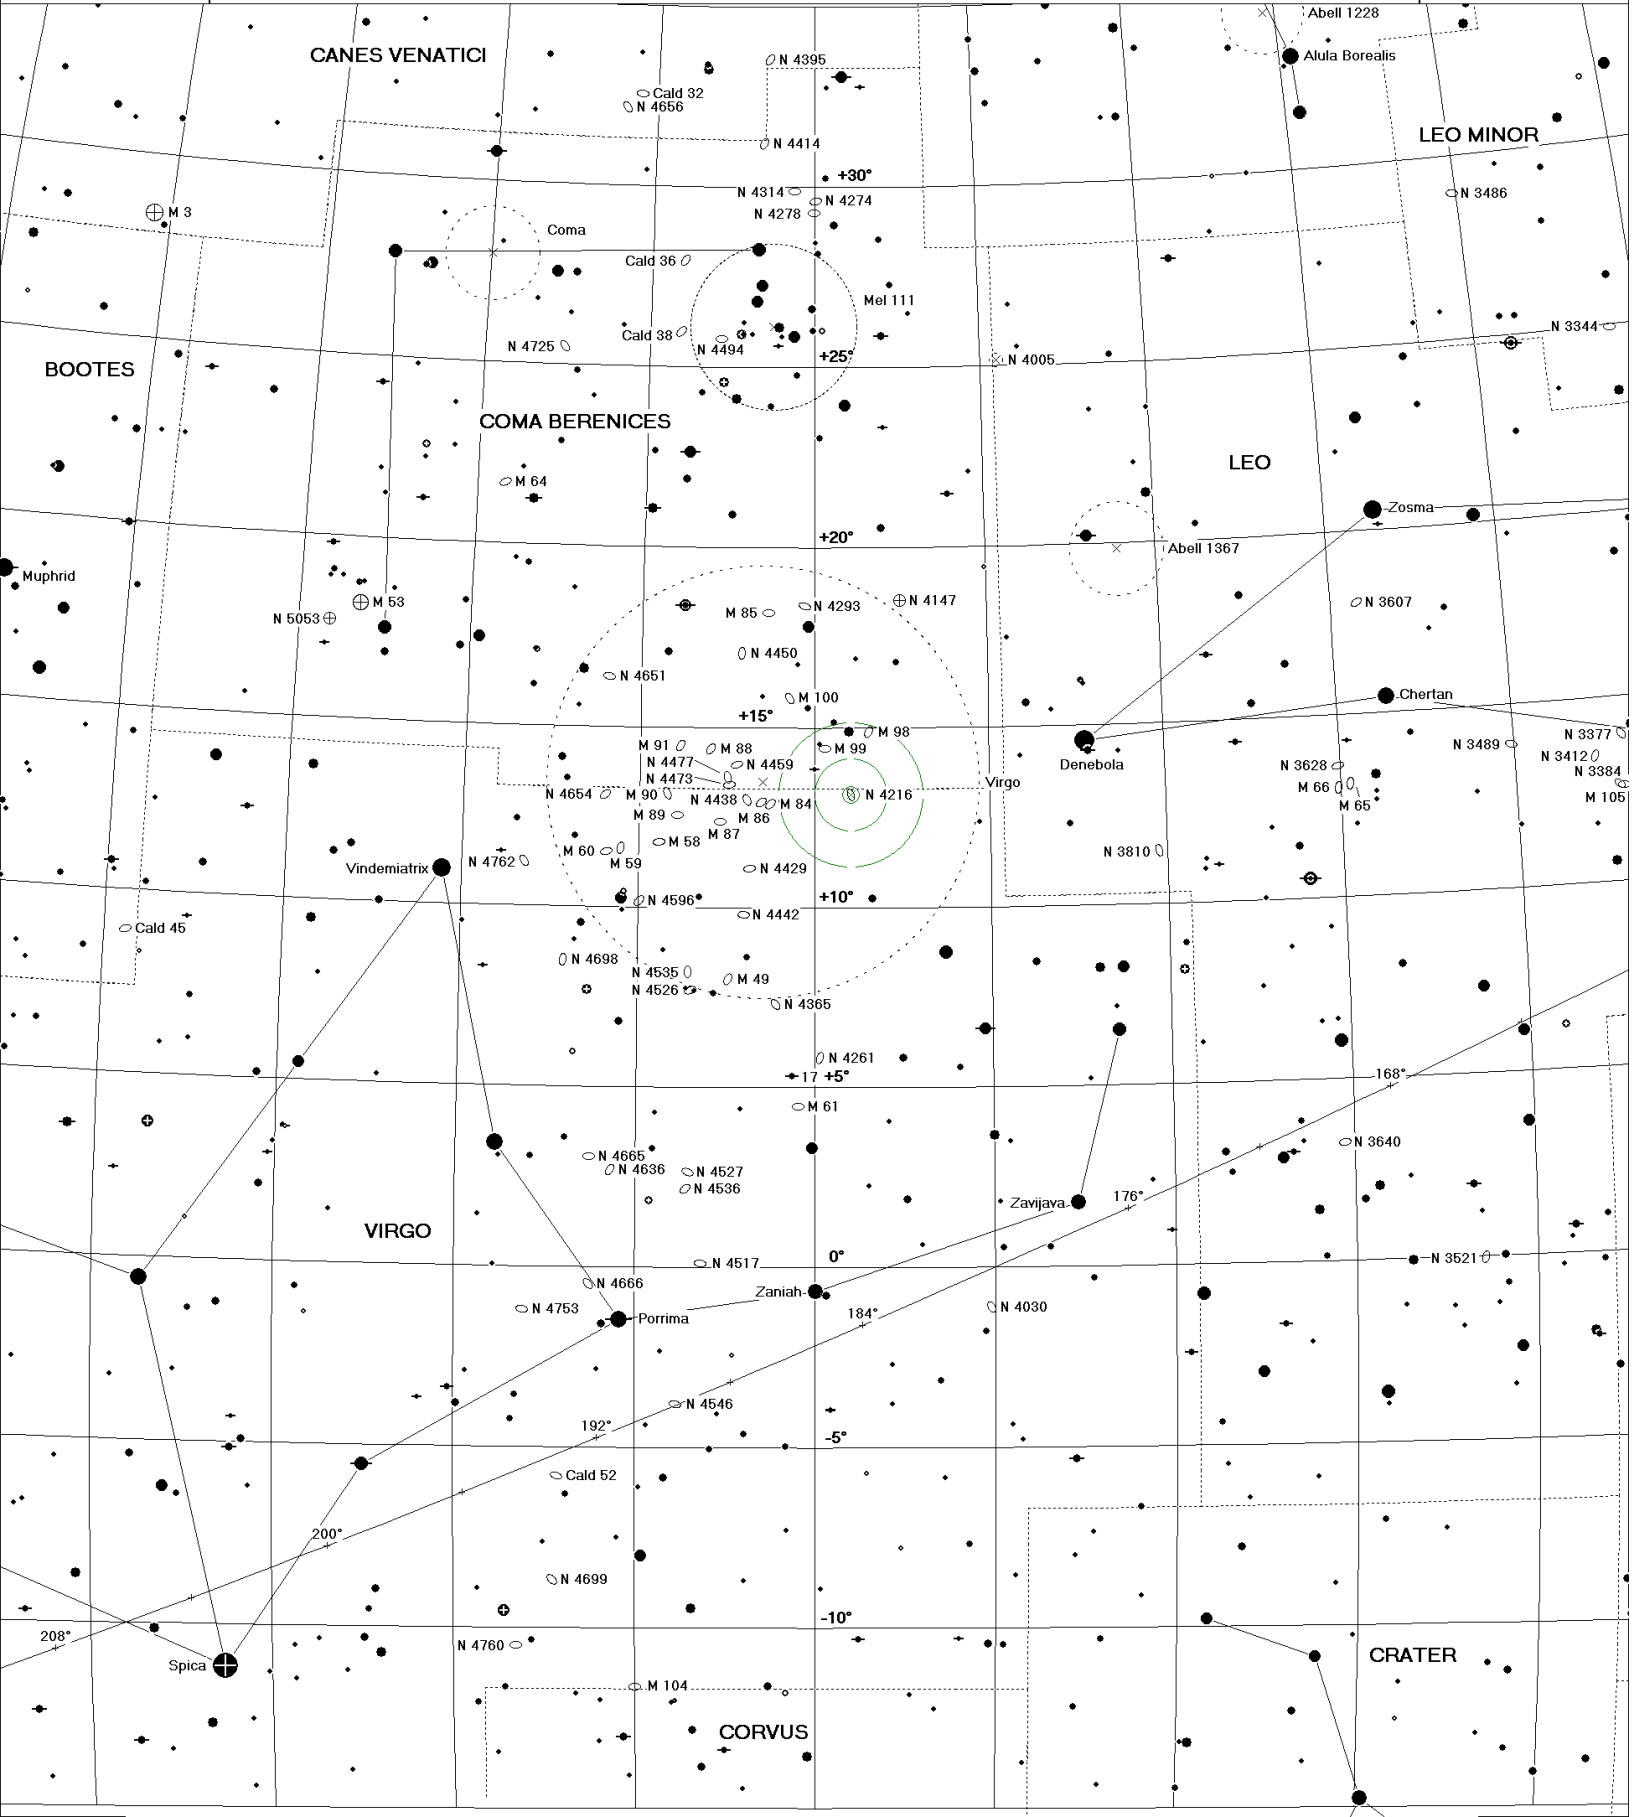 Abell 1228
CANES VENATICI
Alula Borealis
N 4395
Cald 32
N 4656
LEO MINOR
N 4414
+30°
N 4314
N 4274
N 3486
M 3
N 4278
Coma
Cald 36
Mel 111
N 3344
Cald 38
N 4725
N 4494
+25°
N 4005
BOOTES
COMA BERENICES
LEO
M 64
Zosma
+20°
Abell 1367
Muphrid
M 53
N 4147
N 3607
M 85
N 4293
N 5053
N 4450
N 4651
Chertan
M 100
+15°
M 98
N 3377
M 91
M 88
M 99
N 3489
N 3412
N 4477
N 4459
Denebola
N 3628
N 3384
N 4473
Virgo
M 66
N 4654
M 90
N 4438
M 84
N 4216
M 105
M 65
M 89
M 86
M 87
M 58
M 60
N 3810
N 4762
M 59
Vindemiatrix
N 4429
+10°
N 4596
N 4442
Cald 45
N 4698
N 4535
M 49
N 4526
N 4365
N 4261
17
+5°
168°
M 61
N 3640
N 4665
N 4636
N 4527
N 4536
176°
Zavijava
VIRGO
0°
N 3521
N 4517
N 4666
Zaniah
N 4753
N 4030
184°
Porrima
N 4546
192°
-5°
Cald 52
200°
N 4699
-10°
208°
N 4760
CRATER
Spica
M 104
CORVUS